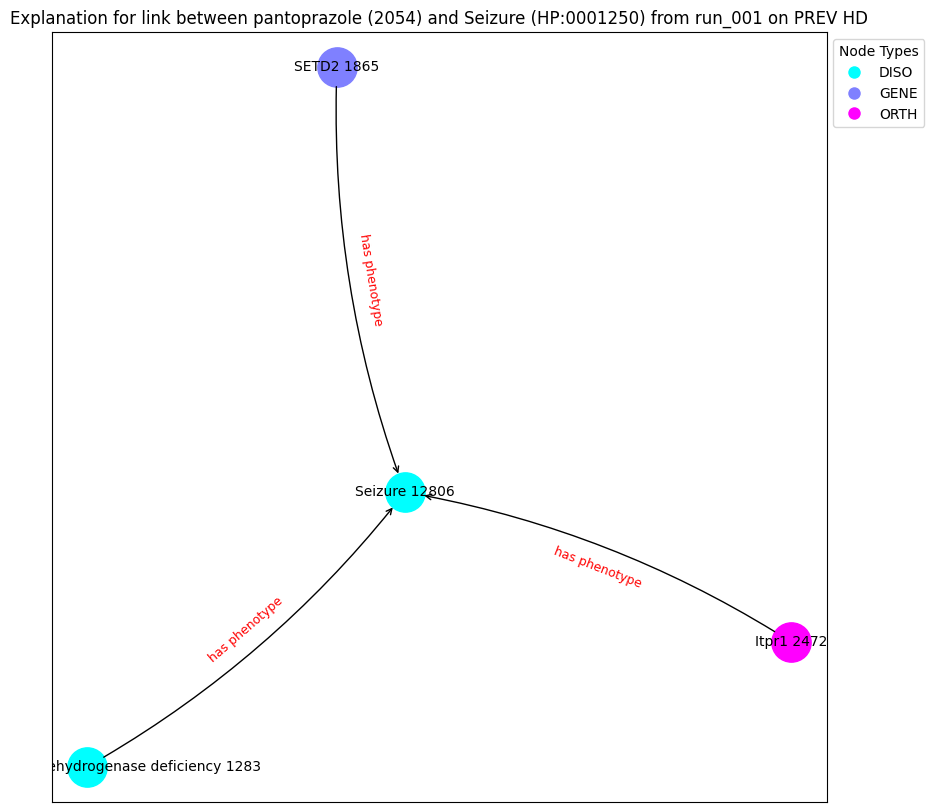 Explanation for link between pantoprazole (2054) and Seizure (HP:0001250) from run_001 on PREV HD
Node Types
DISO
GENE
ORTH
SETD2 1865
has phenotype
Seizure 12806
has phenotype
has phenotype
Itpr1 2472
ehydrogenase deficiency 1283